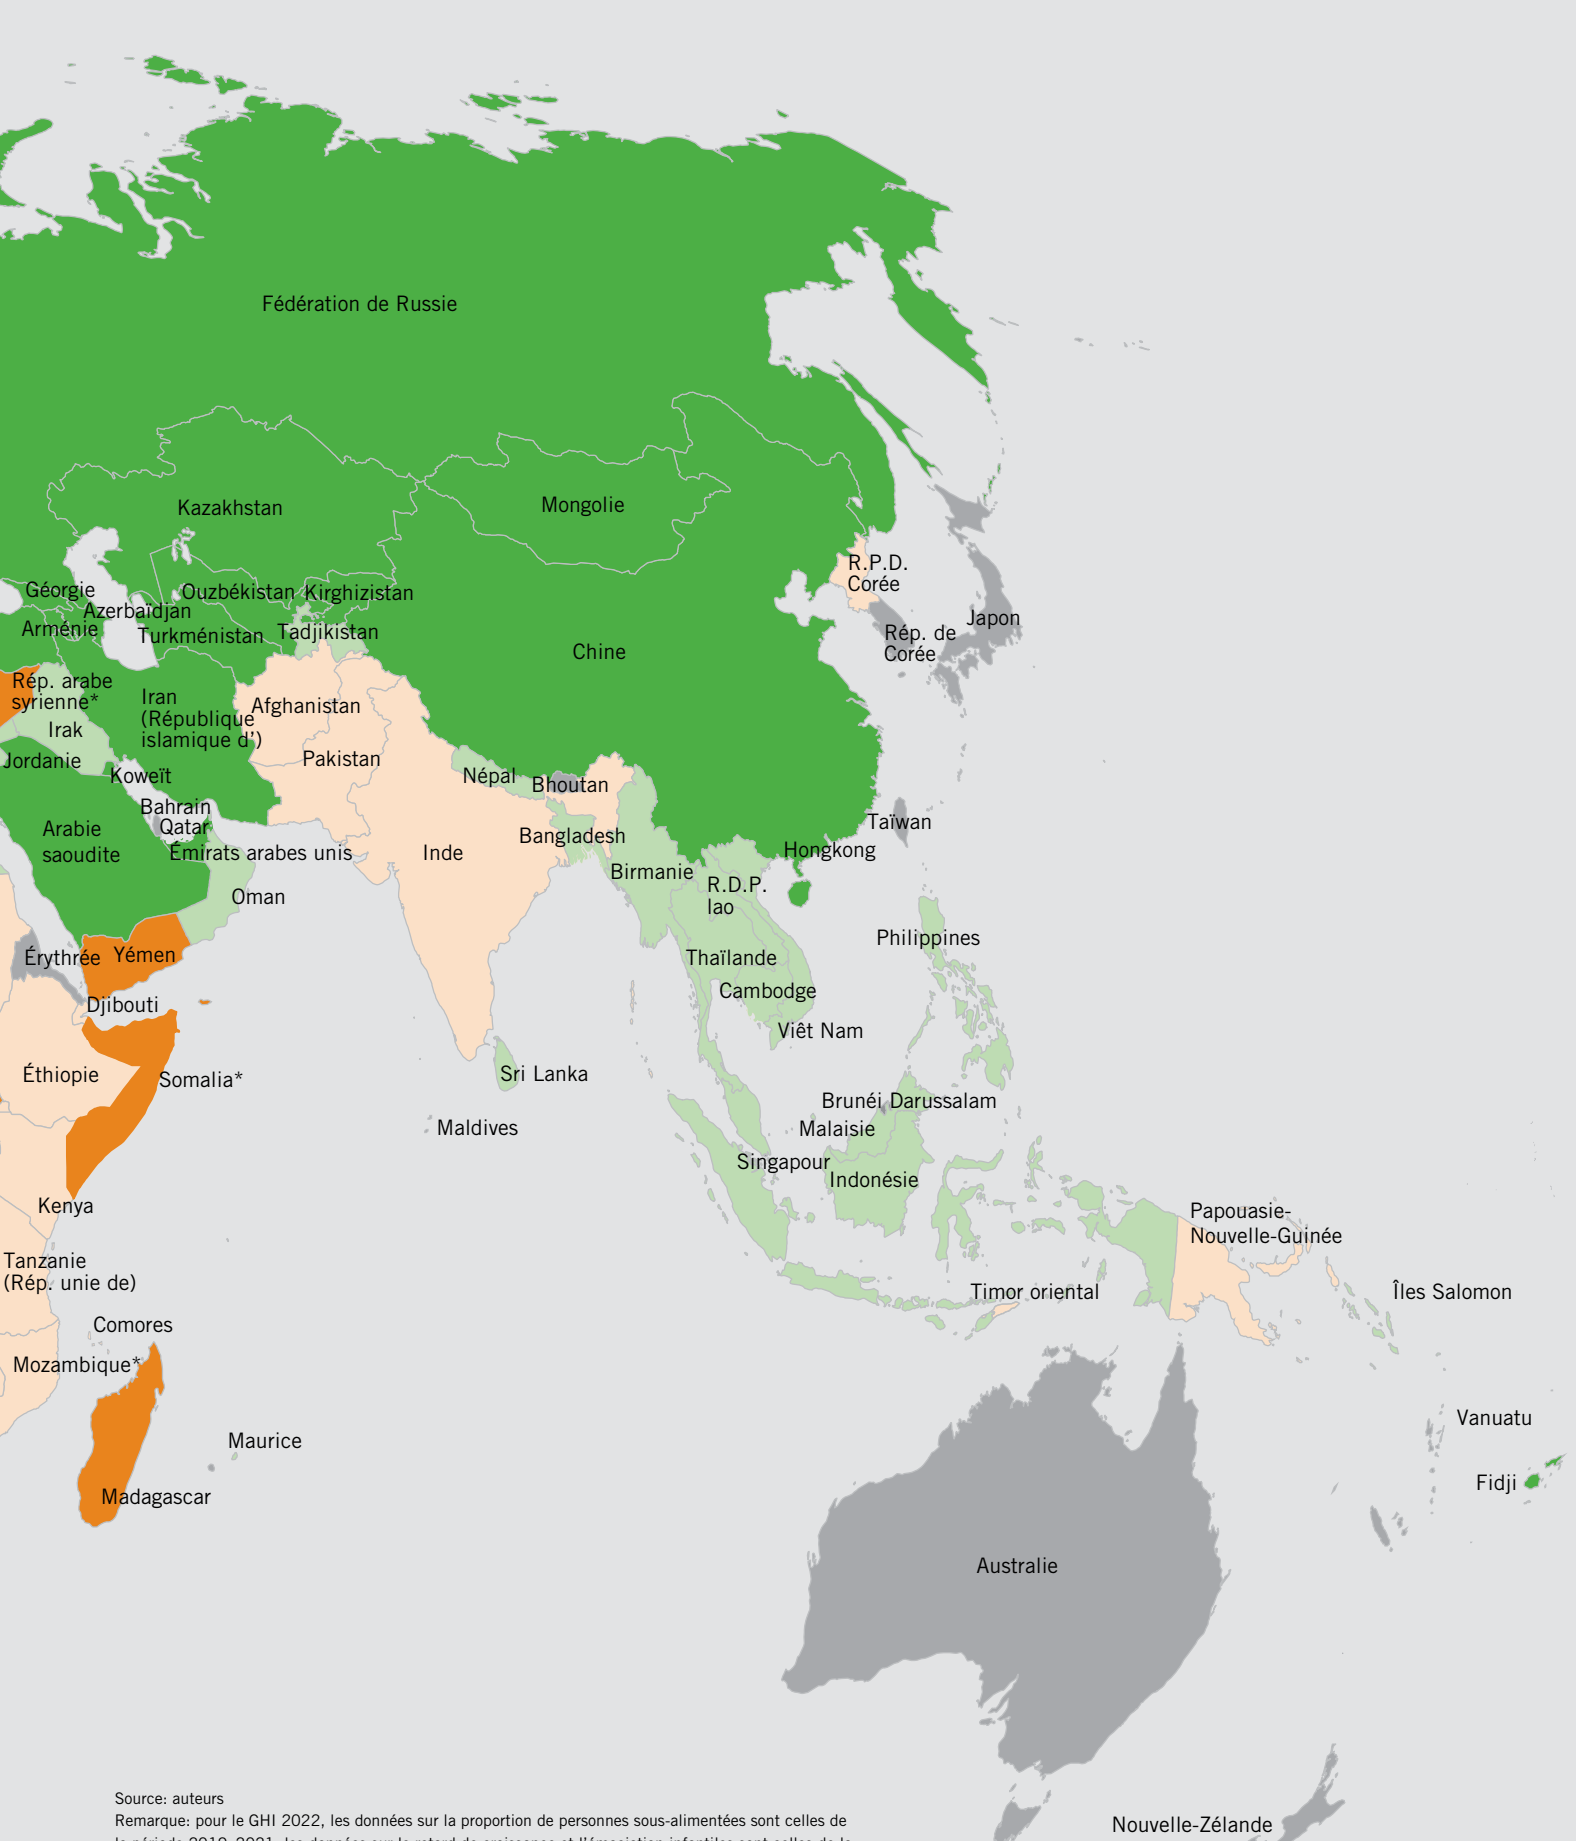 Fédération de Russie
Kazakhstan
Mongolie
R.P.D.
Corée
Géorgie
Ouzbékistan
Kirghizistan
Azerbaïdjan
Arménie
Turkménistan
Tadjikistan
Japon
Rép. de
Corée
Chine
Rép. arabe
syrienne*
Iran
(République
islamique d')
Afghanistan
Irak
Jordanie
Pakistan
Koweït
Népal
Bhoutan
Bahrain
Qatar
Taïwan
Arabie
saoudite
Bangladesh
Émirats arabes unis
Inde
Hongkong
Birmanie
R.D.P.
lao
Oman
Philippines
Érythrée
Yémen
Thaïlande
Cambodge
Djibouti
Viêt Nam
Éthiopie
Somalia*
Sri Lanka
Brunéi Darussalam
Maldives
Malaisie
Singapour
Indonésie
Kenya
Papouasie-
Nouvelle-Guinée
Tanzanie
(Rép. unie de)
Timor oriental
Îles Salomon
Comores
Mozambique*
Vanuatu
Maurice
Fidji
Madagascar
Australie
Source: auteurs
Remarque: pour le GHI 2022, les données sur la proportion de personnes sous-alimentées sont celles de
Nouvelle-Zélande